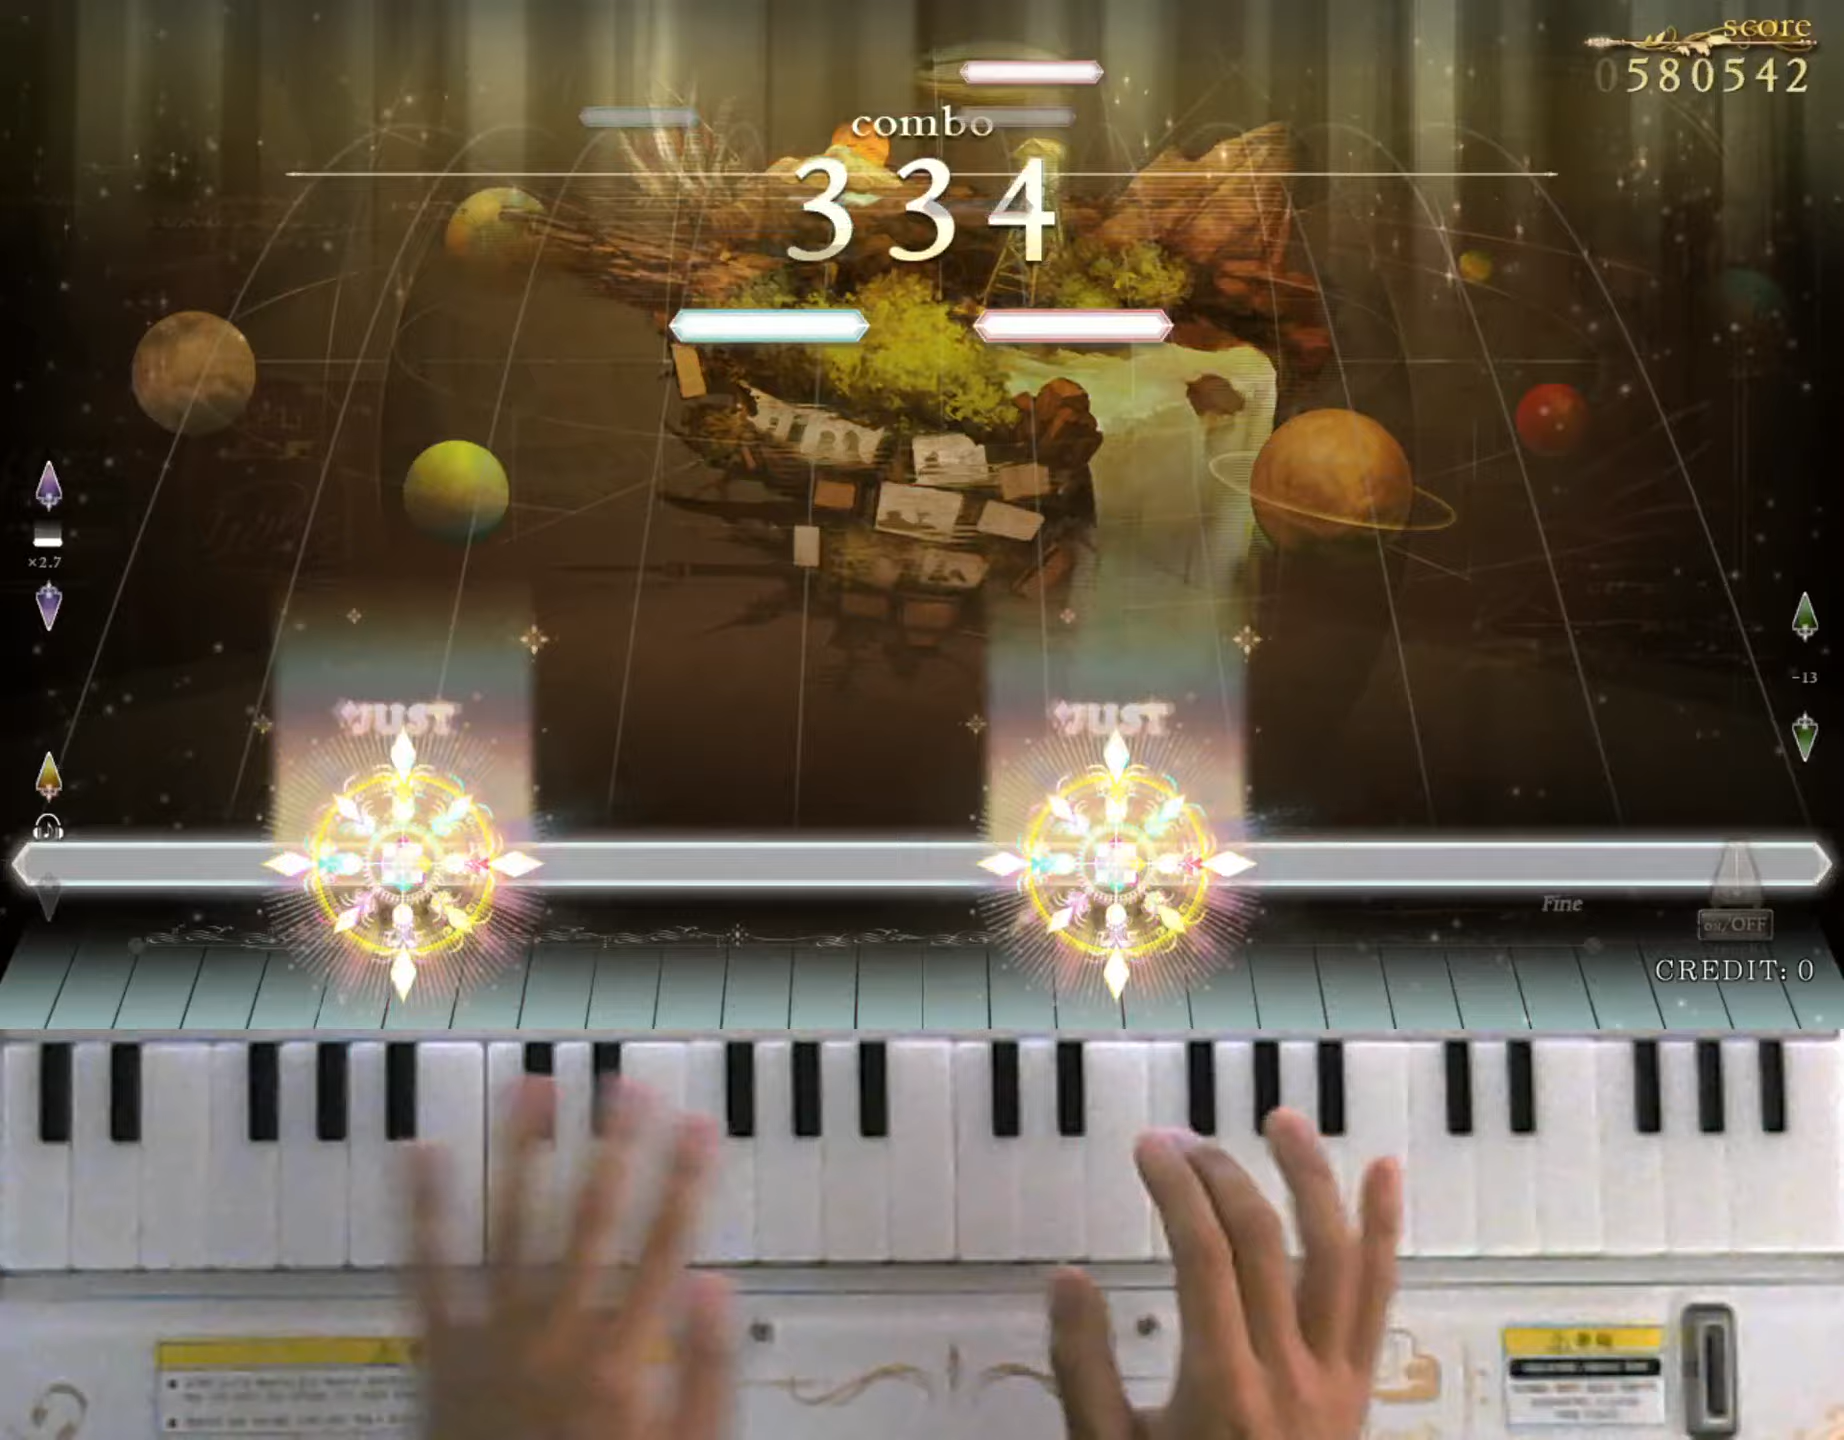 score
0580542
combo
334
×2.7
-13
JUST
JUST
Fine
ON/OFF
CREDIT: 0